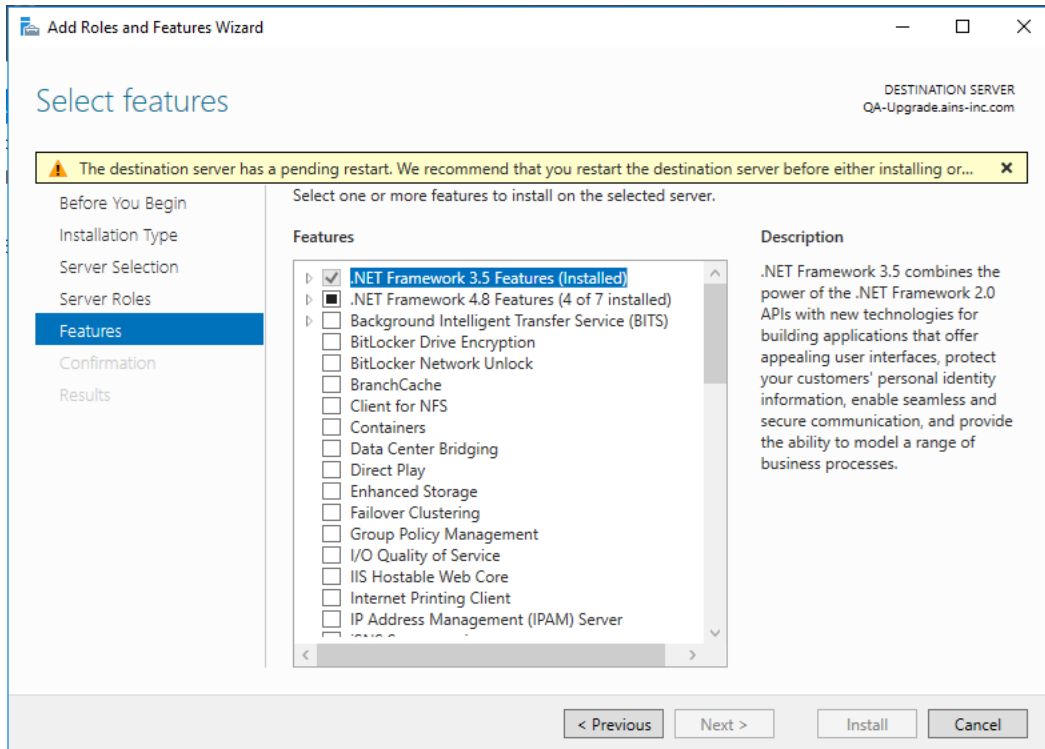 Add Roles and Features Wizard
Select features
DESTINATION SERVER
QA-Upgrade.ains-inc.com
The destination server has a pending restart. We recommend that you restart the destination server before either installing or...
Before You Begin
Installation Type
Server Selection
Server Roles
Features
Confirmation
Results
Select one or more features to install on the selected server.
Features
.NET Framework 3.5 Features (Installed)
.NET Framework 4.8 Features (4 of 7 installed)
Background Intelligent Transfer Service (BITS)
BitLocker Drive Encryption
BitLocker Network Unlock
BranchCache
Client for NFS
Containers
Data Center Bridging
Direct Play
Enhanced Storage
Failover Clustering
Group Policy Management
I/O Quality of Service
IIS Hostable Web Core
Internet Printing Client
IP Address Management (IPAM) Server
Description
.NET Framework 3.5 combines the
power of the .NET Framework 2.0
APIs with new technologies for
building applications that offer
appealing user interfaces, protect
your customers' personal identity
information, enable seamless and
secure communication, and provide
the ability to model a range of
business processes.
< Previous
Next >
Install
Cancel